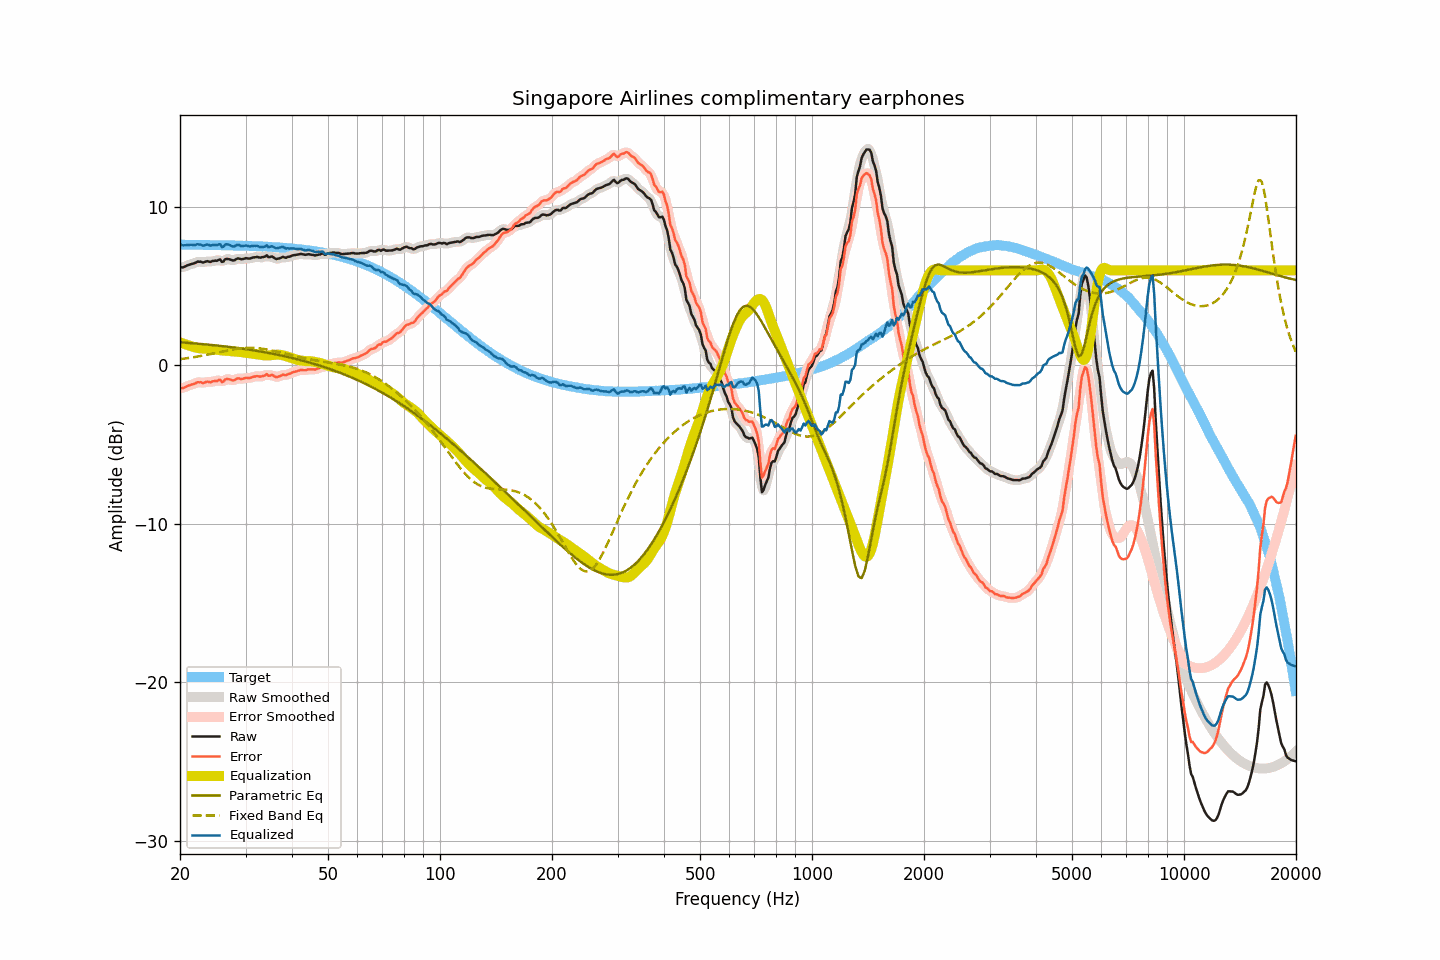 Singapore Airlines complimentary earphones
Amplitude (dBr)
10
0
−10
−20
−30
Target
Raw Smoothed
Error Smoothed
Raw
Error
Equalization
Parametric Eq
Fixed Band Eq
Equalized
20 50 100 200 500 1000 2000 5000 10000 20000
Frequency (Hz)